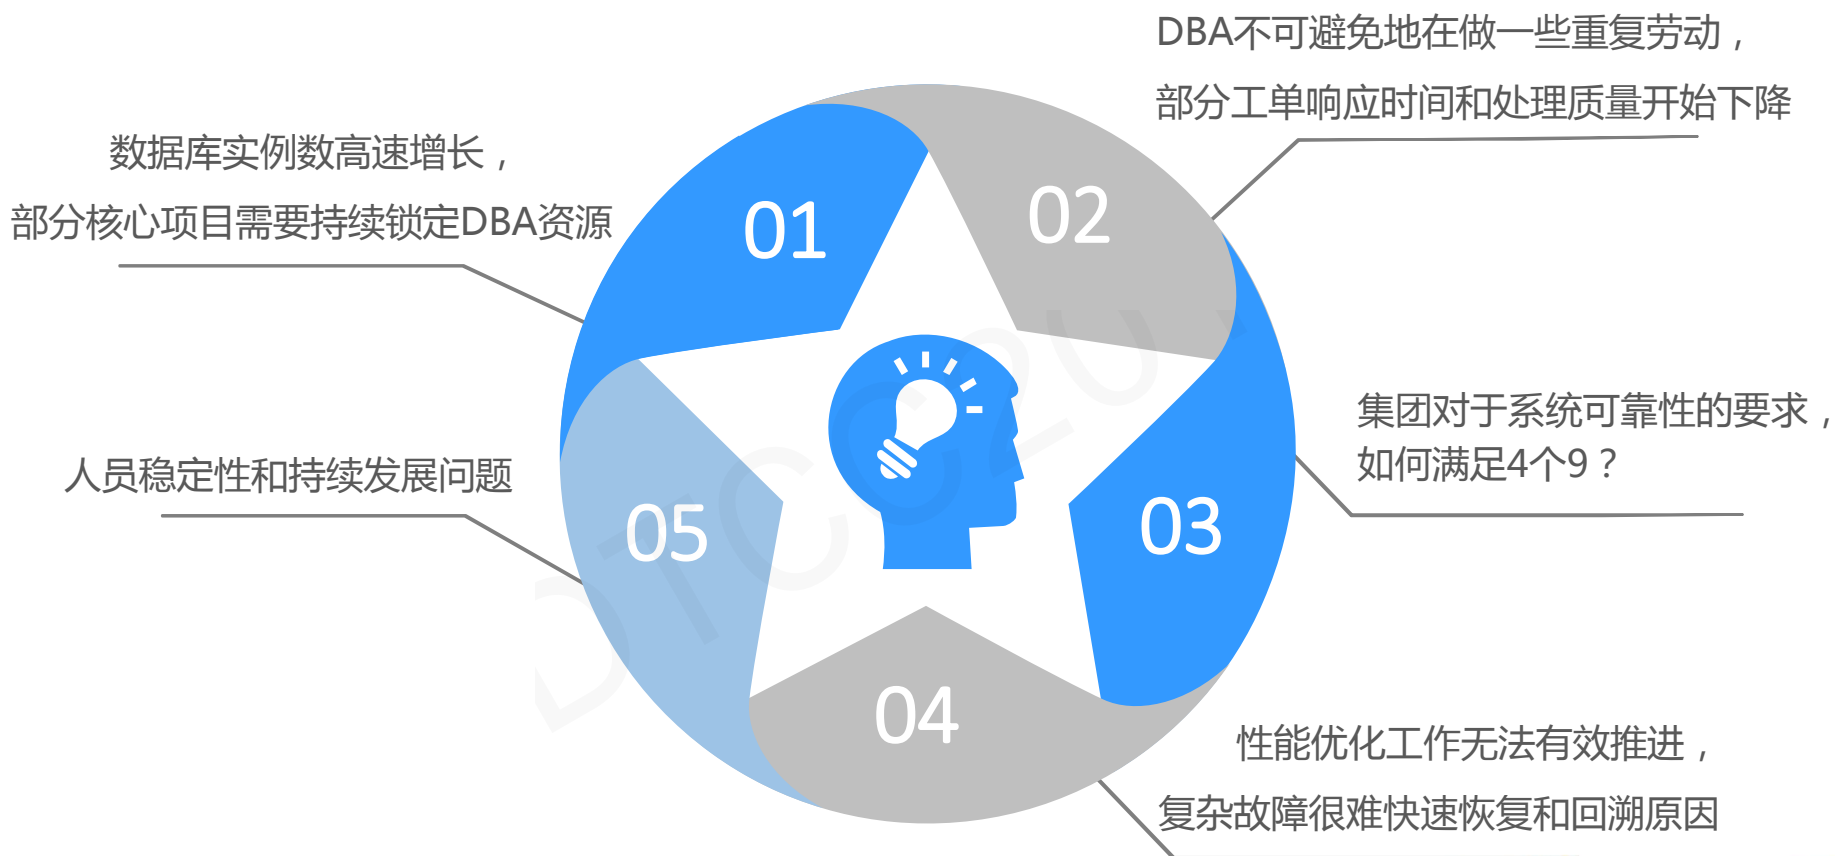 数据库实例数高速增长，
部分核心项目需要持续锁定DBA资源
01
DBA不可避免地在做一些重复劳动，
部分工单响应时间和处理质量开始下降
02
集团对于系统可靠性的要求，
如何满足4个9？
03
性能优化工作无法有效推进，
复杂故障很难快速恢复和回溯原因
04
人员稳定性和持续发展问题
05